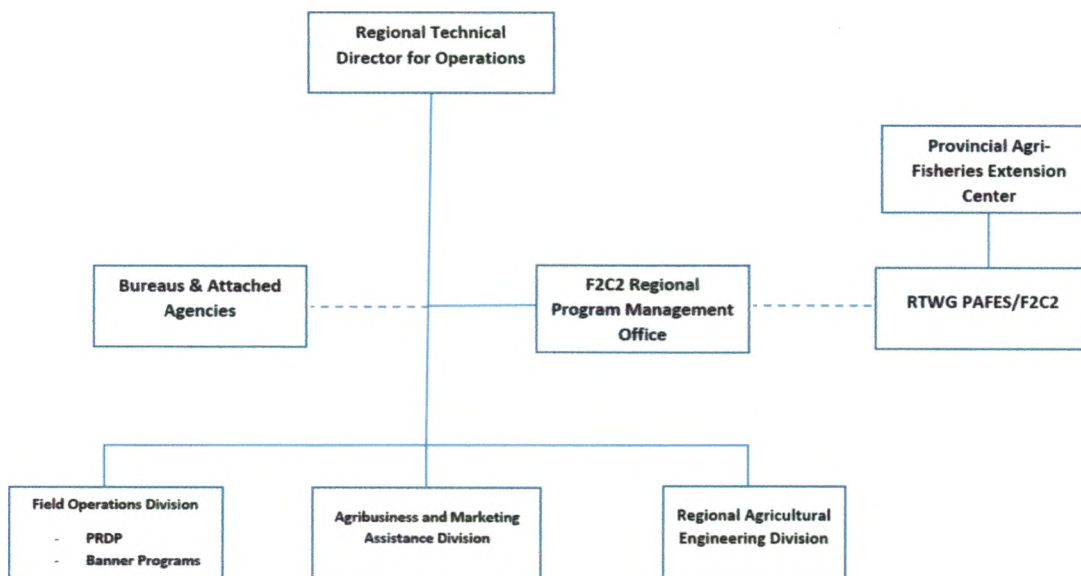 Regional Technical
Director for Operations
Provincial Agri-
Fisheries Extension
Center
Bureaus & Attached
Agencies
F2C2 Regional
Program Management
Office
RTWG PAFES/F2C2
Field Operations Division
- PRDP
- Banner Programs
Agribusiness and Marketing
Assistance Division
Regional Agricultural
Engineering Division